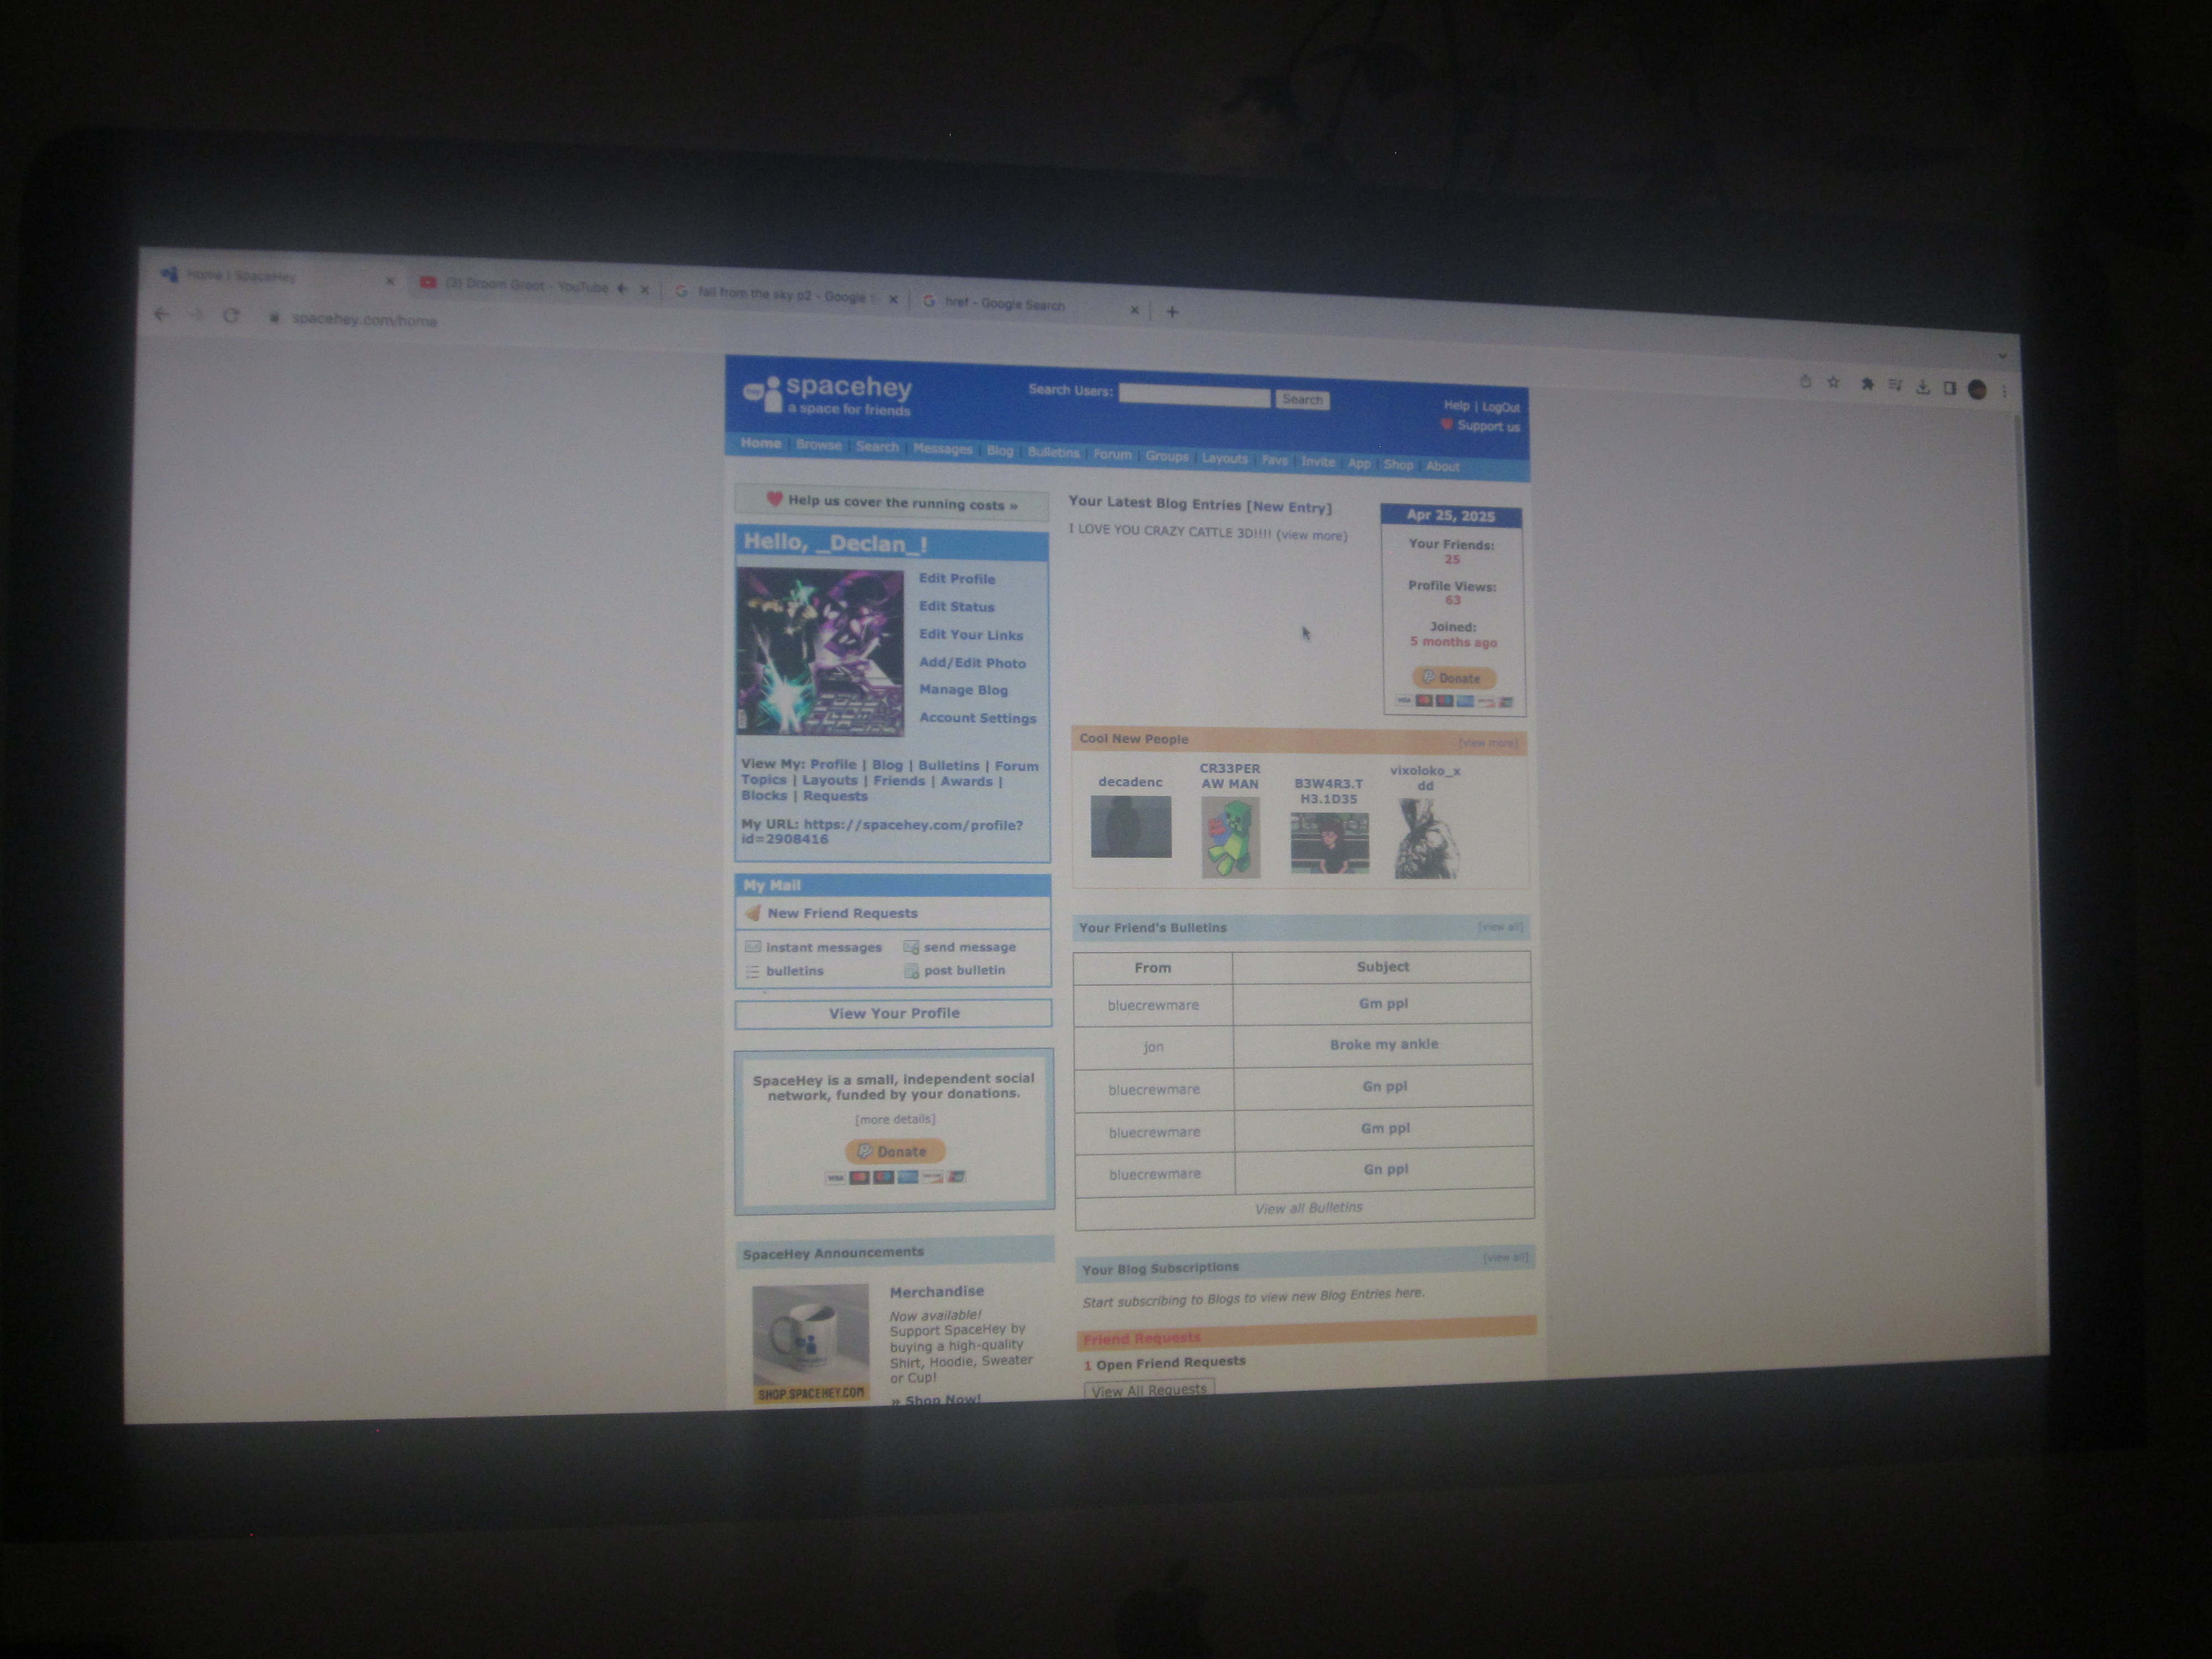 Home | SpaceHey
(3) Droom Groot - YouTube
fall from the sky p2 - Google S
href - Google Search
spacehey.com/home
spacehey
a space for friends
Search Users:
Search
Help | LogOut
Support us
Home | Browse | Search | Messages | Blog | Bulletins | Forum | Groups | Layouts | Favs | Invite | App | Shop | About
Help us cover the running costs »
Hello, _Declan_!
Edit Profile
Edit Status
Edit Your Links
Add/Edit Photo
Manage Blog
Account Settings
View My: Profile | Blog | Bulletins | Forum
Topics | Layouts | Friends | Awards |
Blocks | Requests
My URL: https://spacehey.com/profile?
id=2908416
My Mail
New Friend Requests
instant messages
send message
bulletins
post bulletin
View Your Profile
SpaceHey is a small, independent social
network, funded by your donations.
[more details]
Donate
VISA
SpaceHey Announcements
SHOP.SPACEHEY.COM
Merchandise
Now available!
Support SpaceHey by
buying a high-quality
Shirt, Hoodie, Sweater
or Cup!
» Shop Now!
Your Latest Blog Entries [New Entry]
I LOVE YOU CRAZY CATTLE 3D!!!! (view more)
Apr 25, 2025
Your Friends:
25
Profile Views:
63
Joined:
5 months ago
Donate
VISA
Cool New People
[view more]
decadenc
CR33PER
AW MAN
B3W4R3.T
H3.1D35
vixoloko_x
dd
Your Friend's Bulletins
[view all]
From
Subject
bluecrewmare
Gm ppl
jon
Broke my ankle
bluecrewmare
Gn ppl
bluecrewmare
Gm ppl
bluecrewmare
Gn ppl
View all Bulletins
Your Blog Subscriptions
[view all]
Start subscribing to Blogs to view new Blog Entries here.
Friend Requests
1 Open Friend Requests
View All Requests